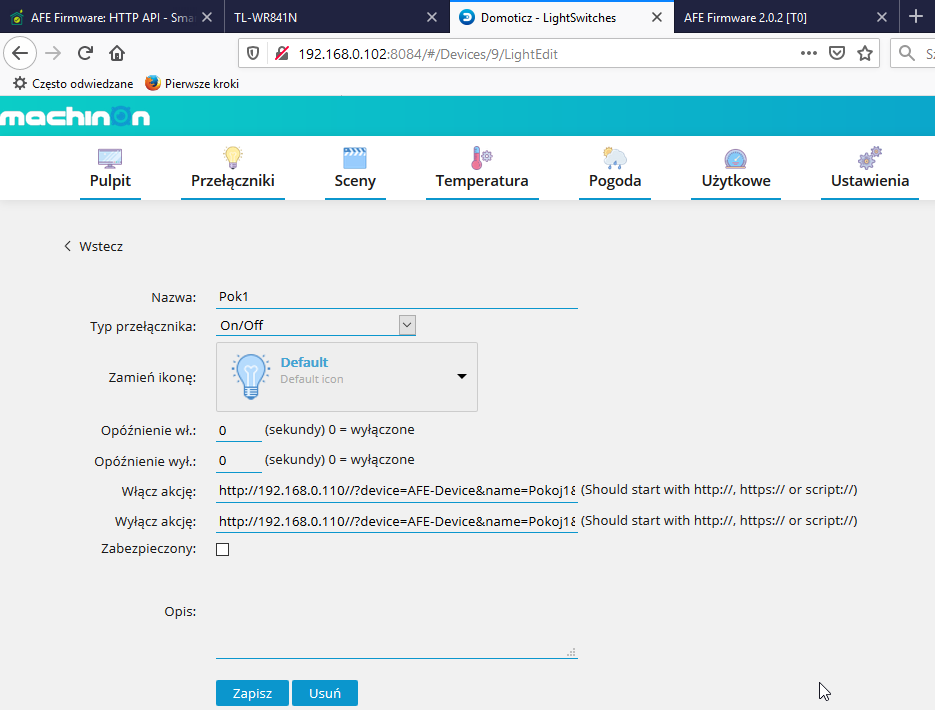 AFE Firmware: HTTP API - Sma
TL-WR841N
Domoticz - LightSwitches
AFE Firmware 2.0.2 [T0]
192.168.0.102:8084/#/Devices/9/LightEdit
Często odwiedzane
Pierwsze kroki
machinon
Pulpit
Przełączniki
Sceny
Temperatura
Pogoda
Użytkowe
Ustawienia
Wstecz
Nazwa: Pok1
Typ przełącznika: On/Off
Zamień ikonę: Default
Default icon
Opóźnienie wł.: 0 (sekundy) 0 = wyłączone
Opóźnienie wył.: 0 (sekundy) 0 = wyłączone
Włącz akcję: http://192.168.0.110//?device=AFE-Device&name=Pokoj1& (Should start with http://, https:// or script://)
Wyłącz akcję: http://192.168.0.110//?device=AFE-Device&name=Pokoj1& (Should start with http://, https:// or script://)
Zabezpieczony:
Opis:
Zapisz
Usuń